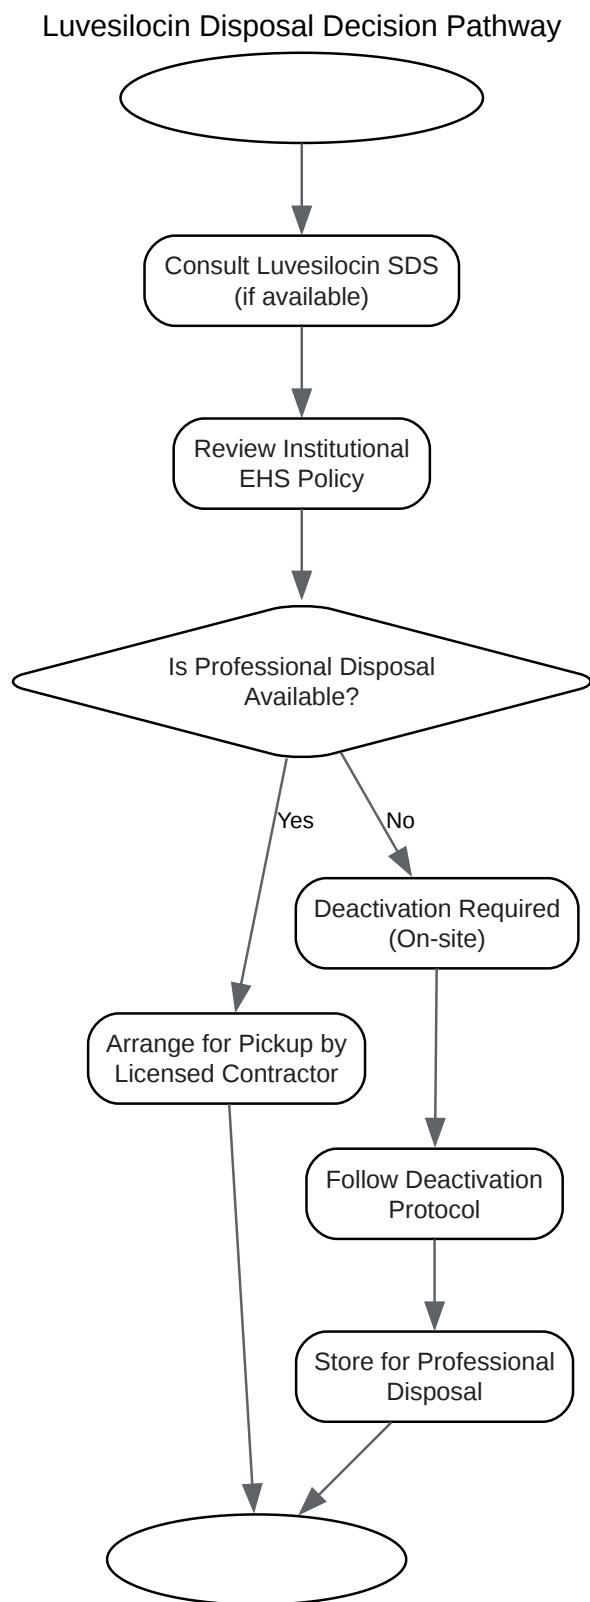 Luvesilocin Disposal Decision Pathway
Consult Luvesilocin SDS
(if available)
Review Institutional
EHS Policy
Is Professional Disposal
Available?
Yes
No
Deactivation Required
(On-site)
Arrange for Pickup by
Licensed Contractor
Follow Deactivation
Protocol
Store for Professional
Disposal